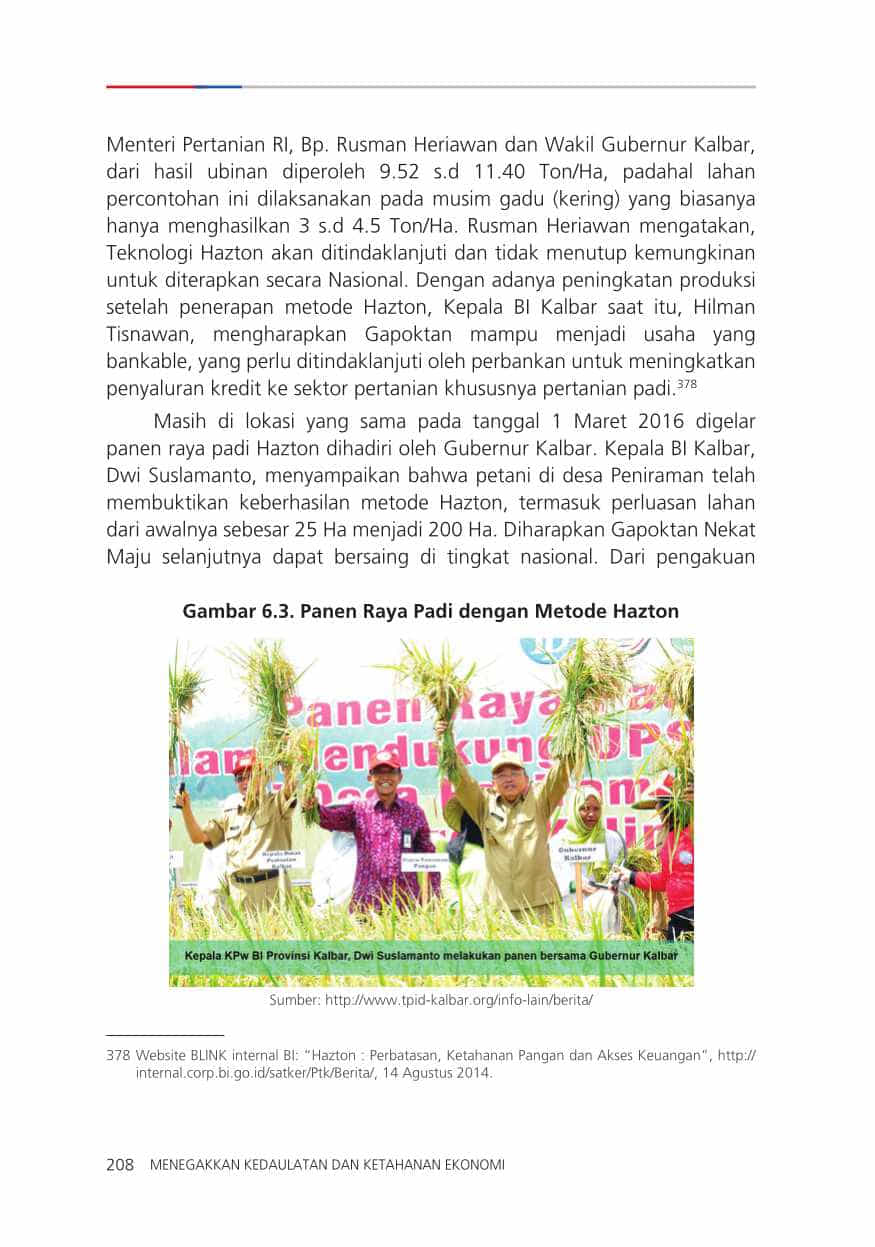 Menteri Pertanian RI, Bp. Rusman Heriawan dan Wakil Gubernur Kalbar,
dari hasil ubinan diperoleh 9.52 s.d 11.40 Ton/Ha, padahal lahan
percontohan ini dilaksanakan pada musim gadu (kering) yang biasanya
hanya menghasilkan 3 s.d 4.5 Ton/Ha. Rusman Heriawan mengatakan,
Teknologi Hazton akan ditindaklanjuti dan tidak menutup kemungkinan
untuk diterapkan secara Nasional. Dengan adanya peningkatan produksi
setelah penerapan metode Hazton, Kepala BI Kalbar saat itu, Hilman
Tisnawan, mengharapkan Gapoktan mampu menjadi usaha yang
bankable, yang perlu ditindaklanjuti oleh perbankan untuk meningkatkan
penyaluran kredit ke sektor pertanian khususnya pertanian padi.378
Masih di lokasi yang sama pada tanggal 1 Maret 2016 digelar
panen raya padi Hazton dihadiri oleh Gubernur Kalbar. Kepala BI Kalbar,
Dwi Suslamanto, menyampaikan bahwa petani di desa Peniraman telah
membuktikan keberhasilan metode Hazton, termasuk perluasan lahan
dari awalnya sebesar 25 Ha menjadi 200 Ha. Diharapkan Gapoktan Nekat
Maju selanjutnya dapat bersaing di tingkat nasional. Dari pengakuan
Gambar 6.3. Panen Raya Padi dengan Metode Hazton
Panen Raya
Mendukung UPS
Desa
Kepala Dinas
Pertanian
Kalbar
Pangan
Gubernur
Kalbar
Kepala KPw BI Provinsi Kalbar, Dwi Suslamanto melakukan panen bersama Gubernur Kalbar
Sumber: http://www.tpid-kalbar.org/info-lain/berita/
378 Website BLINK internal BI: “Hazton : Perbatasan, Ketahanan Pangan dan Akses Keuangan”, http://
internal.corp.bi.go.id/satker/Ptk/Berita/, 14 Agustus 2014.
208 MENEGAKKAN KEDAULATAN DAN KETAHANAN EKONOMI